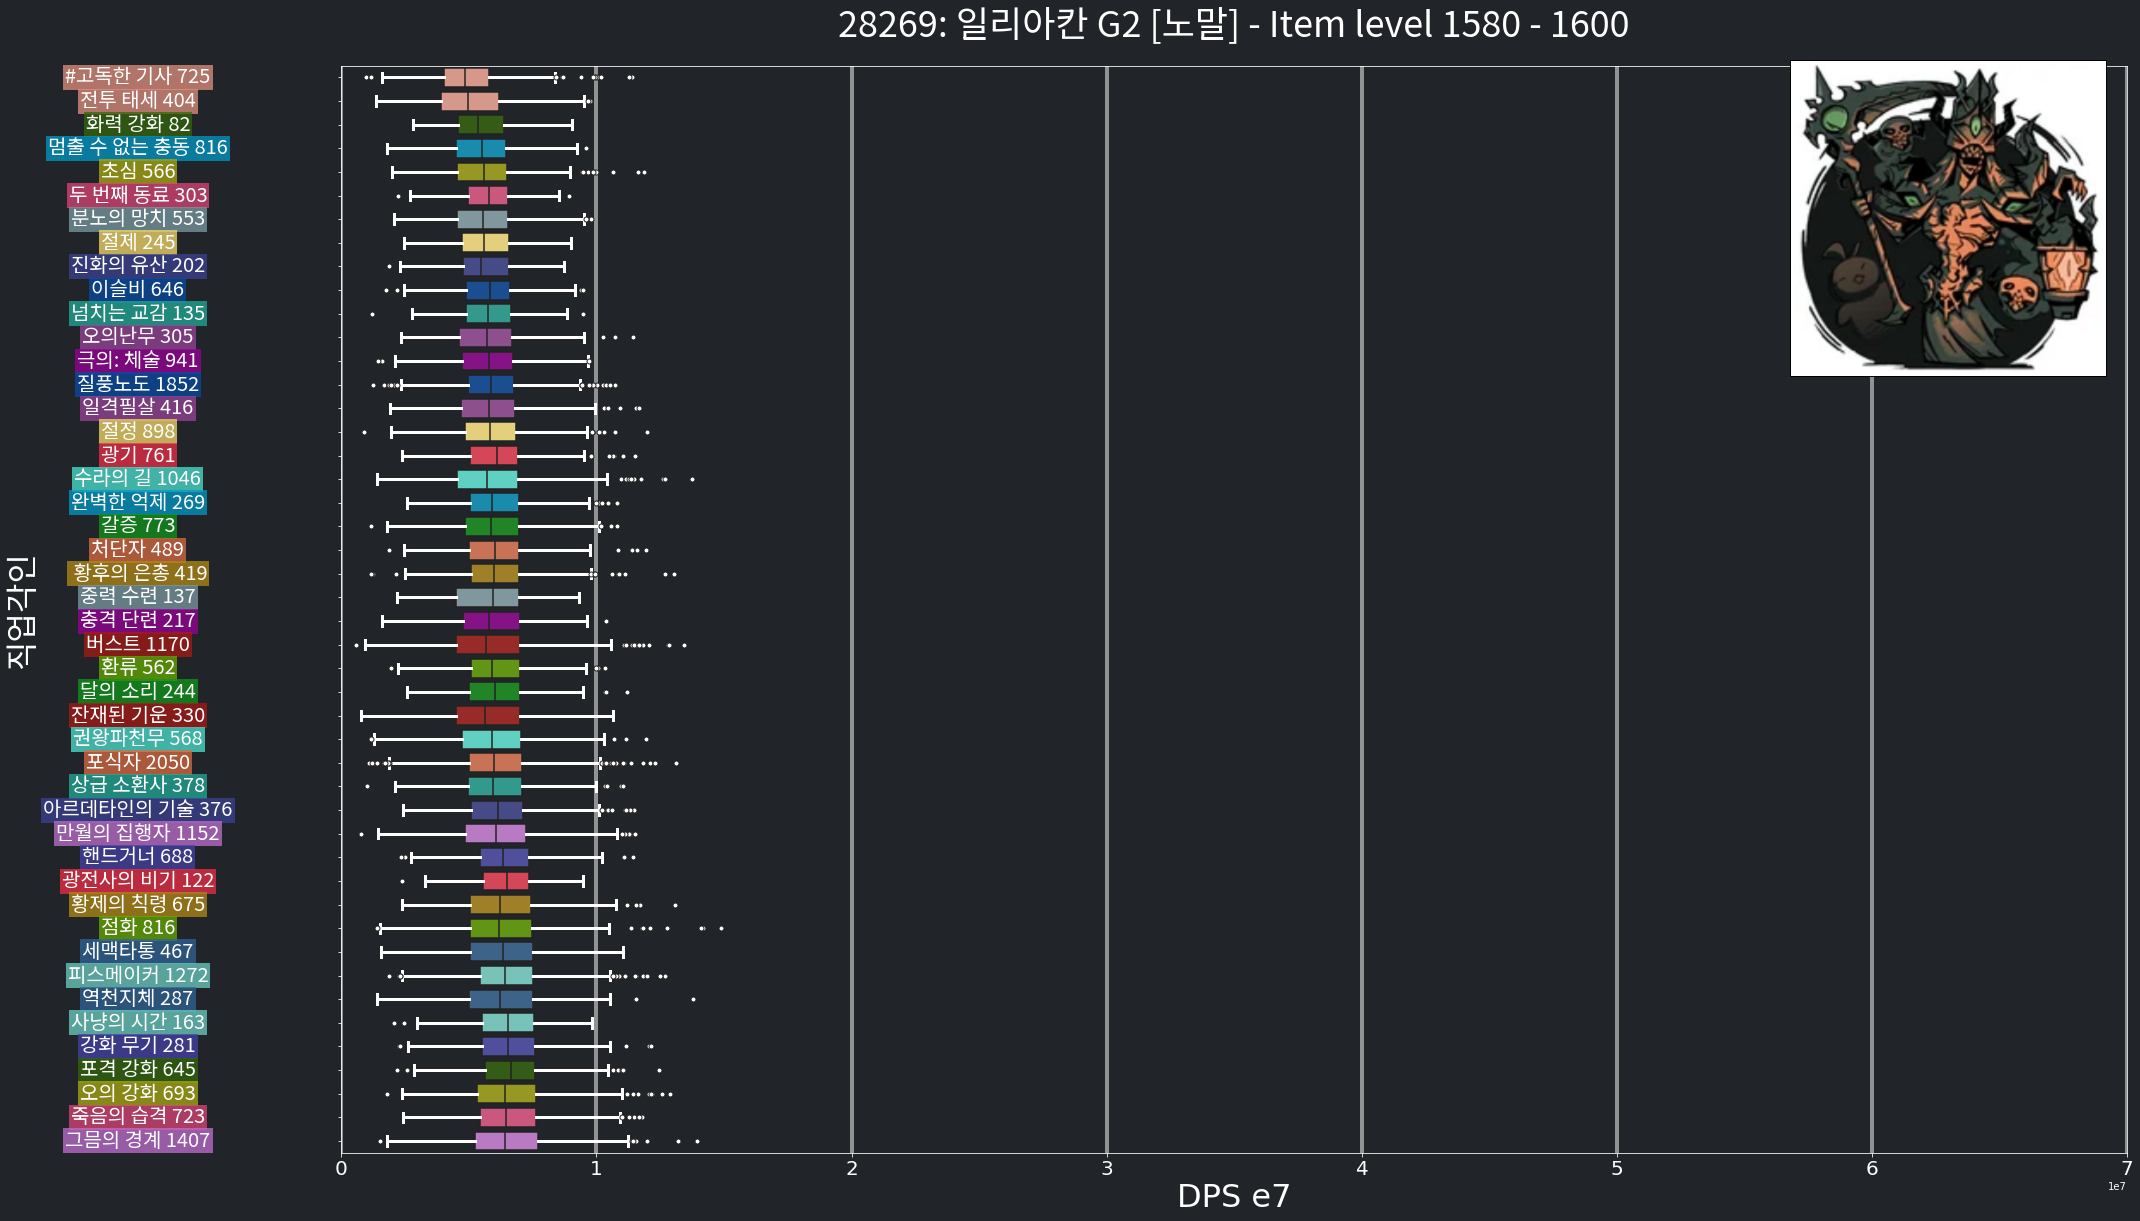 28269: 일리아칸 G2 [노말] - Item level 1580 - 1600
#고독한 기사 725
전투 태세 404
화력 강화 82
멈출 수 없는 충동 816
초심 566
두 번째 동료 303
분노의 망치 553
절제 245
진화의 유산 202
이슬비 646
넘치는 교감 135
오의난무 305
극의: 체술 941
질풍노도 1852
일격필살 416
절정 898
광기 761
수라의 길 1046
완벽한 억제 269
갈증 773
처단자 489
황후의 은총 419
중력 수련 137
충격 단련 217
버스트 1170
환류 562
달의 소리 244
잔재된 기운 330
권왕파천무 568
포식자 2050
상급 소환사 378
아르데타인의 기술 376
만월의 집행자 1152
핸드거너 688
광전사의 비기 122
황제의 칙령 675
점화 816
세맥타통 467
피스메이커 1272
역천지체 287
사냥의 시간 163
강화 무기 281
포격 강화 645
오의 강화 693
죽음의 습격 723
그믐의 경계 1407
직업각인
0 1 2 3 4 5 6 7
1e7
DPS e7